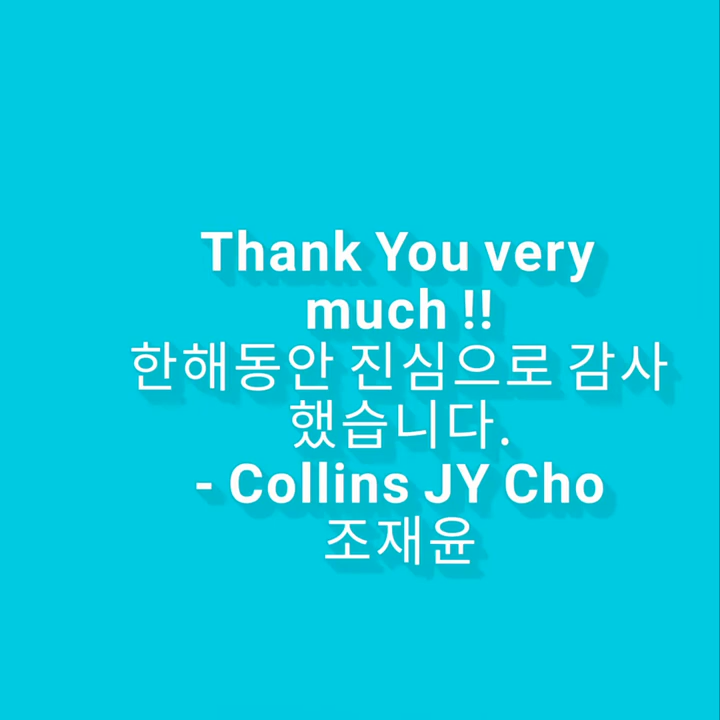 Thank You very
much !!
한해동안 진심으로 감사
했습니다.
- Collins JY Cho
조재윤